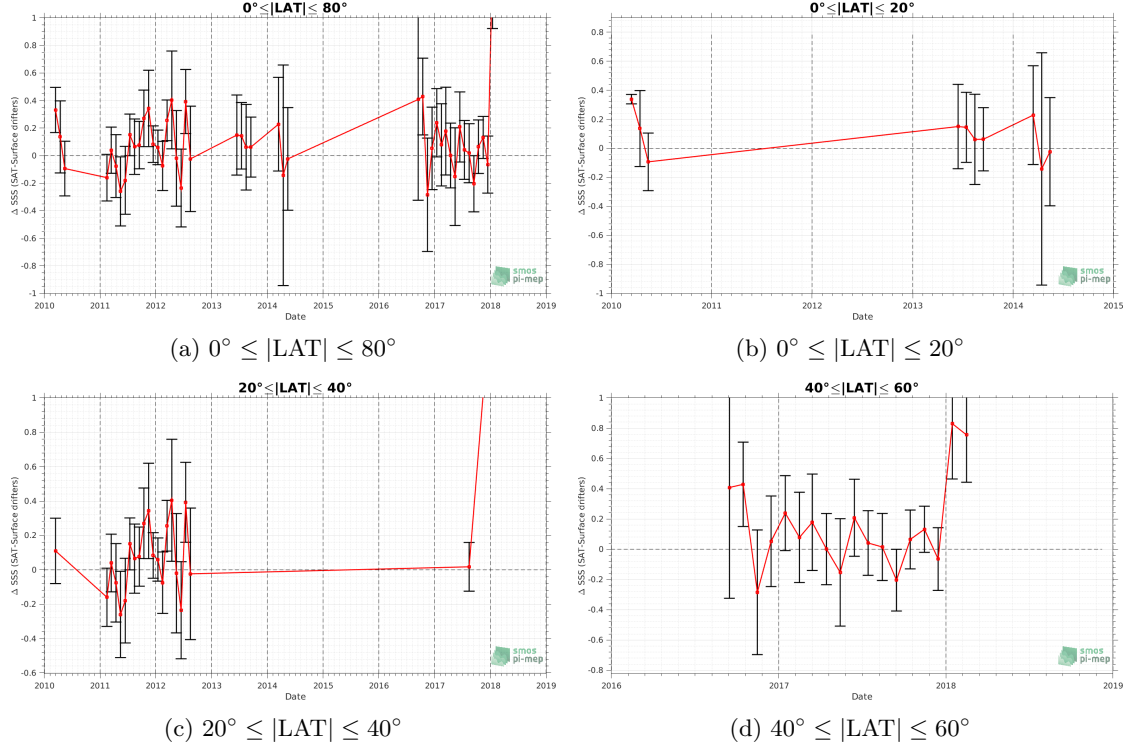 0°≤|LAT|≤ 80°
Δ SSS (SAT-Surface drifters)
1
0.8
0.6
0.4
0.2
0
-0.2
-0.4
-0.6
-0.8
-1
2010 2011 2012 2013 2014 2015 2016 2017 2018 2019
Date
smos
pi-mep
(a) 0° ≤ |LAT| ≤ 80°
0°≤|LAT|≤ 20°
Δ SSS (SAT-Surface drifters)
1
0.8
0.6
0.4
0.2
0
-0.2
-0.4
-0.6
-0.8
-1
2010 2011 2012 2013 2014 2015
Date
smos
pi-mep
(b) 0° ≤ |LAT| ≤ 20°
20°≤|LAT|≤ 40°
Δ SSS (SAT-Surface drifters)
1
0.8
0.6
0.4
0.2
0
-0.2
-0.4
-0.6
2010 2011 2012 2013 2014 2015 2016 2017 2018 2019
Date
smos
pi-mep
(c) 20° ≤ |LAT| ≤ 40°
40°≤|LAT|≤ 60°
Δ SSS (SAT-Surface drifters)
1
0.8
0.6
0.4
0.2
0
-0.2
-0.4
-0.6
-0.8
2016 2017 2018 2019
Date
smos
pi-mep
(d) 40° ≤ |LAT| ≤ 60°